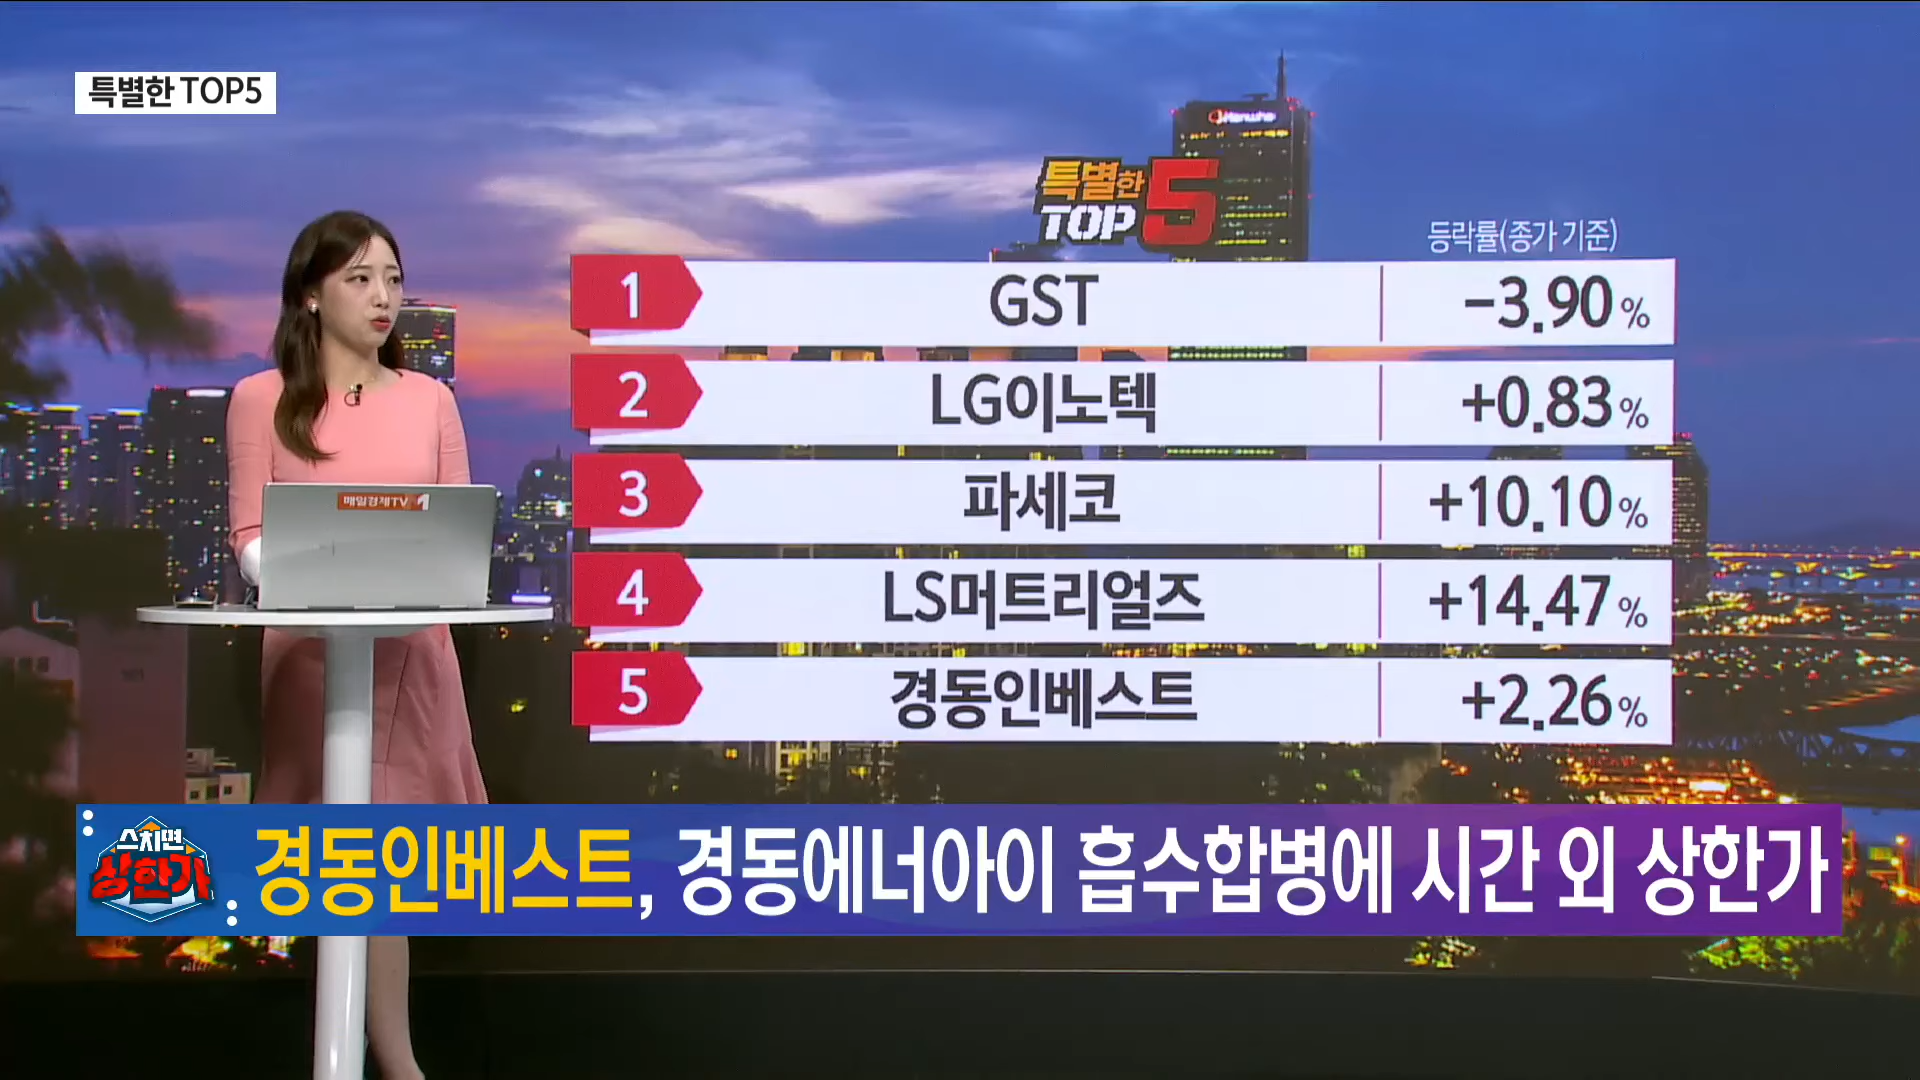 특별한 TOP5
Hanwha
특별한
TOP 5
등락률(종가 기준)
1 GST -3.90 %
2 LG이노텍 +0.83 %
3 파세코 +10.10 %
4 LS머트리얼즈 +14.47 %
5 경동인베스트 +2.26 %
매일경제TV 1
스치면
상한가
경동인베스트, 경동에너아이 흡수합병에 시간 외 상한가